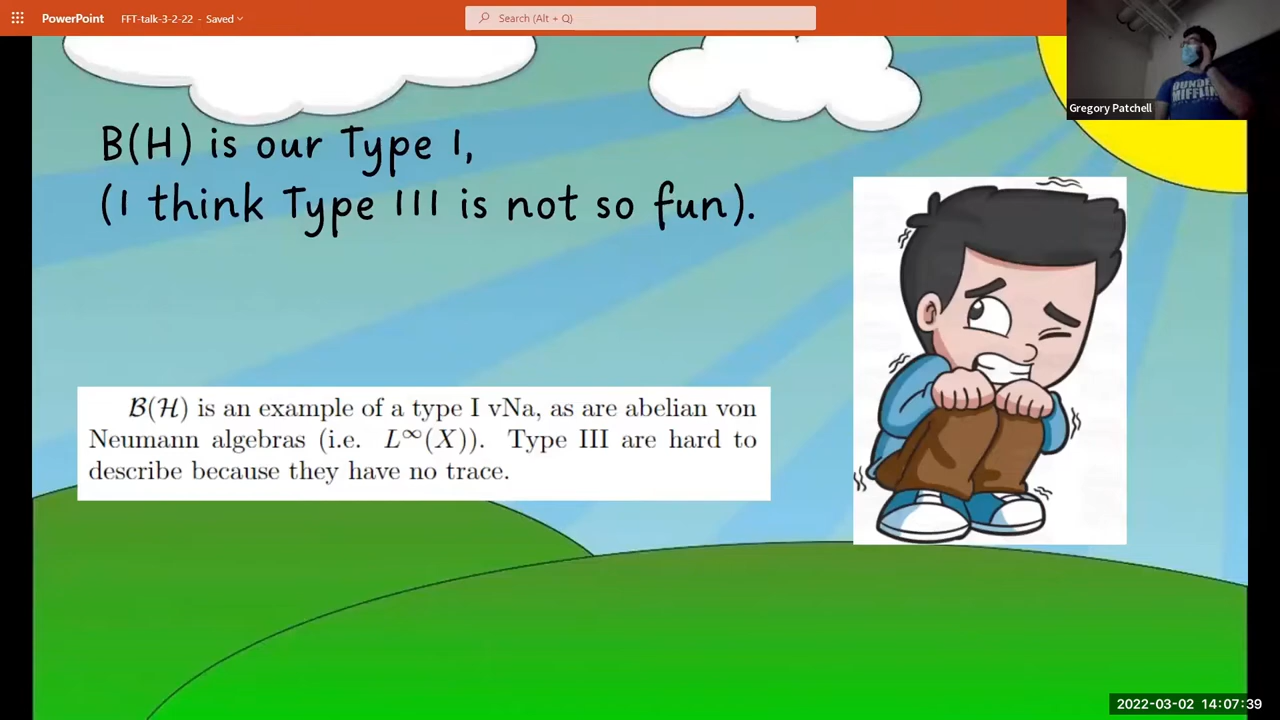 PowerPoint
FFT-talk-3-2-22 - Saved
Search (Alt + Q)
DUNDER
MIFFLIN
Gregory Patchell
B(H) is our Type I,
(I think Type III is not so fun).
𝓑(𝓗) is an example of a type I vNa, as are abelian von
Neumann algebras (i.e. L∞(X)). Type III are hard to
describe because they have no trace.
2022-03-02 14:07:39